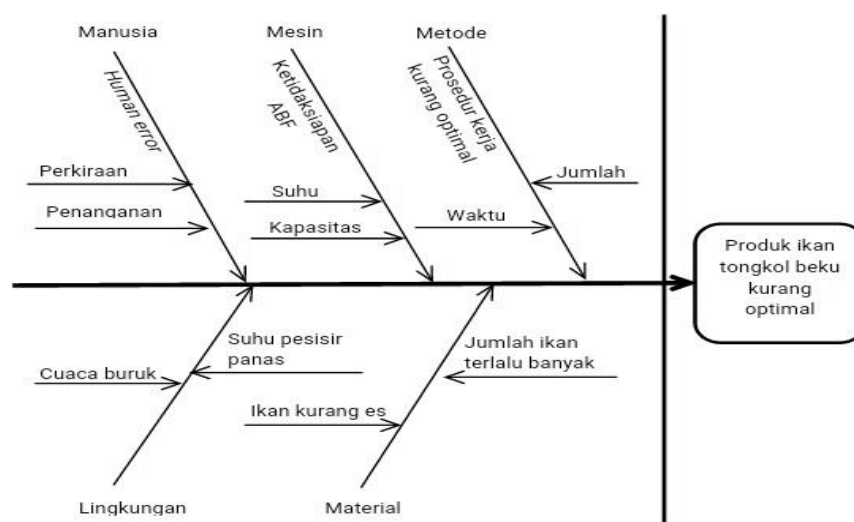 Manusia
Mesin
Metode
Human error
Ketidaksiapan
ABF
Prosedur kerja
kurang optimal
Perkiraan
Penanganan
Suhu
Kapasitas
Jumlah
Waktu
Produk ikan
tongkol beku
kurang
optimal
Cuaca buruk
Suhu pesisir
panas
Ikan kurang es
Jumlah ikan
terlalu banyak
Lingkungan
Material